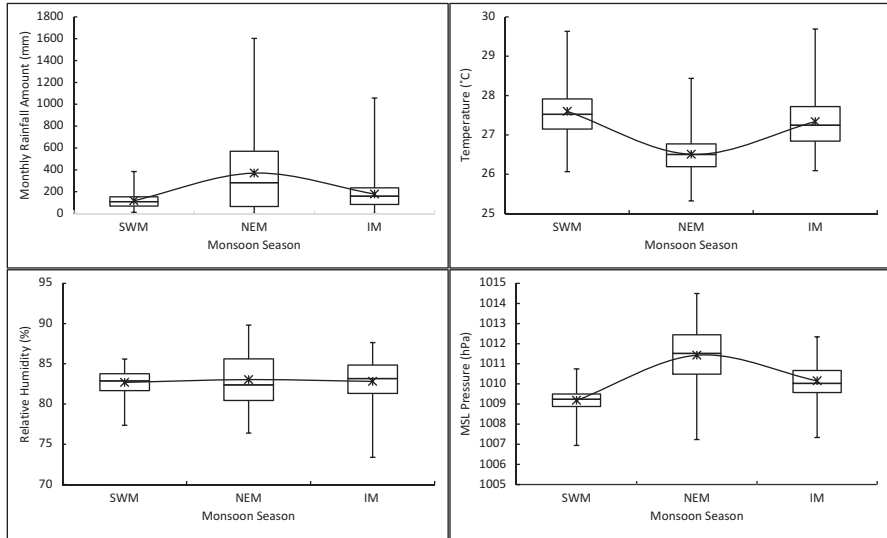 Monthly Rainfall Amount (mm)
1800
1600
1400
1200
1000
800
600
400
200
0
SWM NEM IM
Monsoon Season
Temperature (˚C)
30
29
28
27
26
25
SWM NEM IM
Monsoon Season
Relative Humidity (%)
95
90
85
80
75
70
SWM NEM IM
Monsoon Season
MSL Pressure (hPa)
1015
1014
1013
1012
1011
1010
1009
1008
1007
1006
1005
SWM NEM IM
Monsoon Season